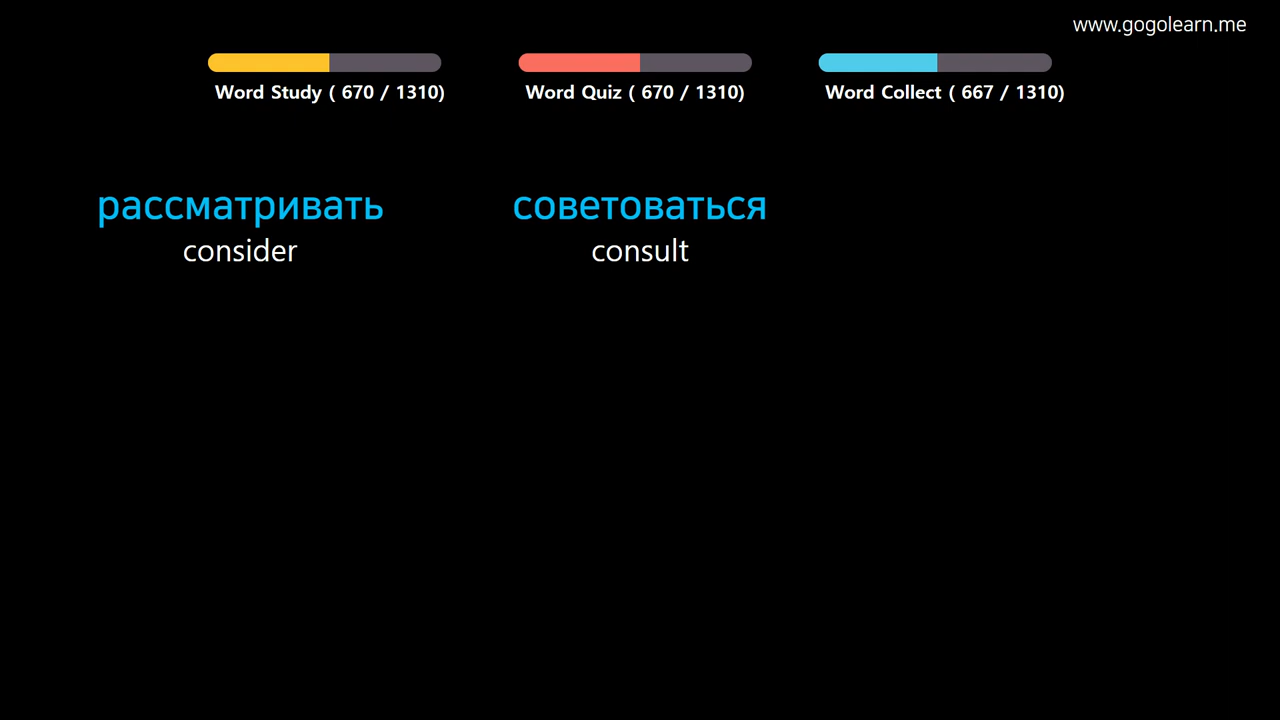 www.gogolearn.me
Word Study ( 670 / 1310)
Word Quiz ( 670 / 1310)
Word Collect ( 667 / 1310)
рассматривать
consider
советоваться
consult